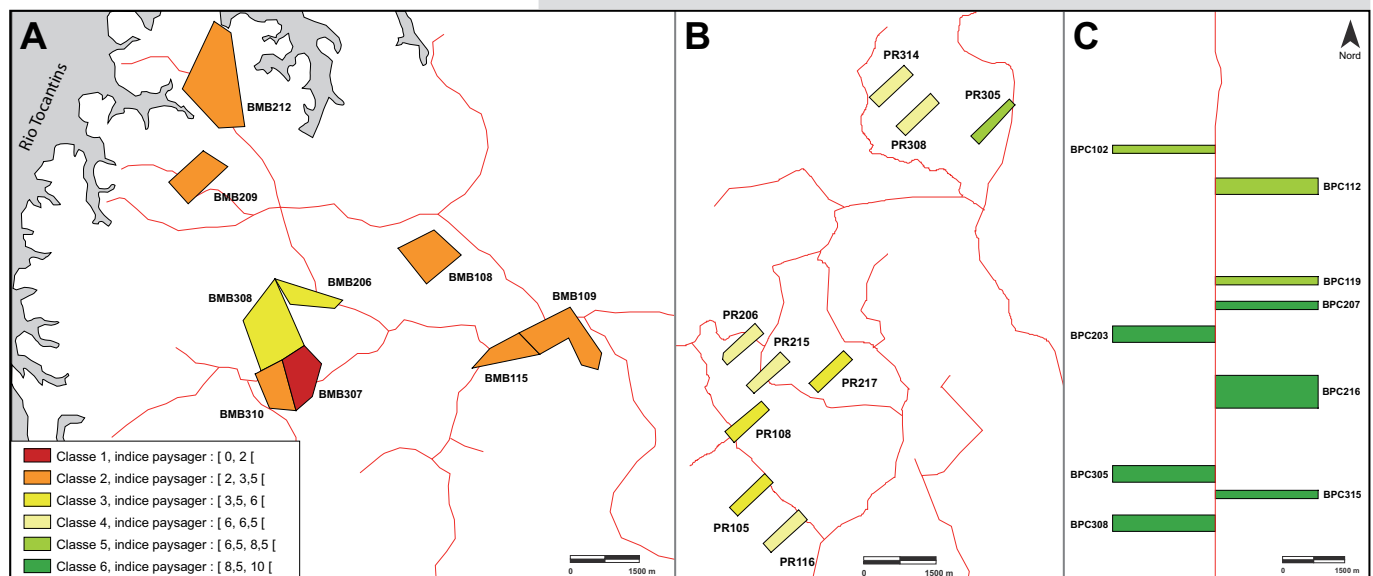 A
B
C
Nord
Rio Tocantins
BMB212
BMB209
BMB108
BMB206
BMB308
BMB109
BMB115
BMB307
BMB310
Classe 1, indice paysager : [ 0, 2 [
Classe 2, indice paysager : [ 2, 3,5 [
Classe 3, indice paysager : [ 3,5, 6 [
Classe 4, indice paysager : [ 6, 6,5 [
Classe 5, indice paysager : [ 6,5, 8,5 [
Classe 6, indice paysager : [ 8,5, 10 [
0 1500 m
PR314
PR305
PR308
PR206
PR215
PR217
PR108
PR105
PR116
0 1500 m
BPC102
BPC112
BPC119
BPC207
BPC203
BPC216
BPC305
BPC315
BPC308
0 1500 m